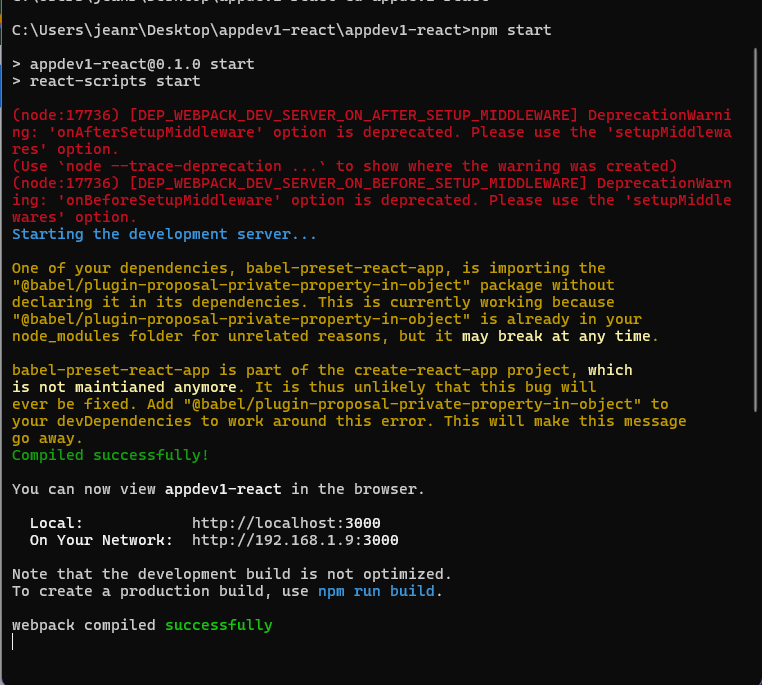 C:\Users\jeanr\Desktop\appdev1-react\appdev1-react>npm start
> appdev1-react@0.1.0 start
> react-scripts start
(node:17736) [DEP_WEBPACK_DEV_SERVER_ON_AFTER_SETUP_MIDDLEWARE] DeprecationWarni
ng: 'onAfterSetupMiddleware' option is deprecated. Please use the 'setupMiddlewa
res' option.
(Use `node --trace-deprecation ...` to show where the warning was created)
(node:17736) [DEP_WEBPACK_DEV_SERVER_ON_BEFORE_SETUP_MIDDLEWARE] DeprecationWarn
ing: 'onBeforeSetupMiddleware' option is deprecated. Please use the 'setupMiddle
wares' option.
Starting the development server...
One of your dependencies, babel-preset-react-app, is importing the
"@babel/plugin-proposal-private-property-in-object" package without
declaring it in its dependencies. This is currently working because
"@babel/plugin-proposal-private-property-in-object" is already in your
node_modules folder for unrelated reasons, but it may break at any time.
babel-preset-react-app is part of the create-react-app project, which
is not maintianed anymore. It is thus unlikely that this bug will
ever be fixed. Add "@babel/plugin-proposal-private-property-in-object" to
your devDependencies to work around this error. This will make this message
go away.
Compiled successfully!
You can now view appdev1-react in the browser.
Local: http://localhost:3000
On Your Network: http://192.168.1.9:3000
Note that the development build is not optimized.
To create a production build, use npm run build.
webpack compiled successfully